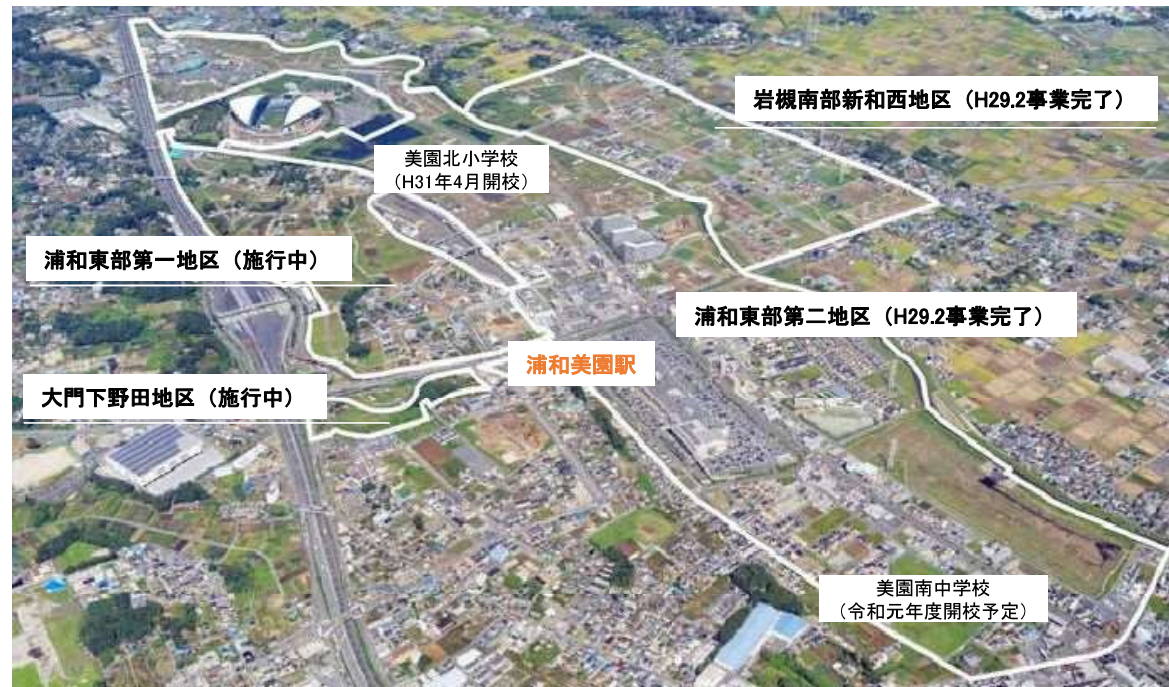 岩槻南部新和西地区（H29.2事業完了）
美園北小学校
（H31年4月開校）
浦和東部第一地区（施行中）
浦和東部第二地区（H29.2事業完了）
浦和美園駅
大門下野田地区（施行中）
美園南中学校
（令和元年度開校予定）